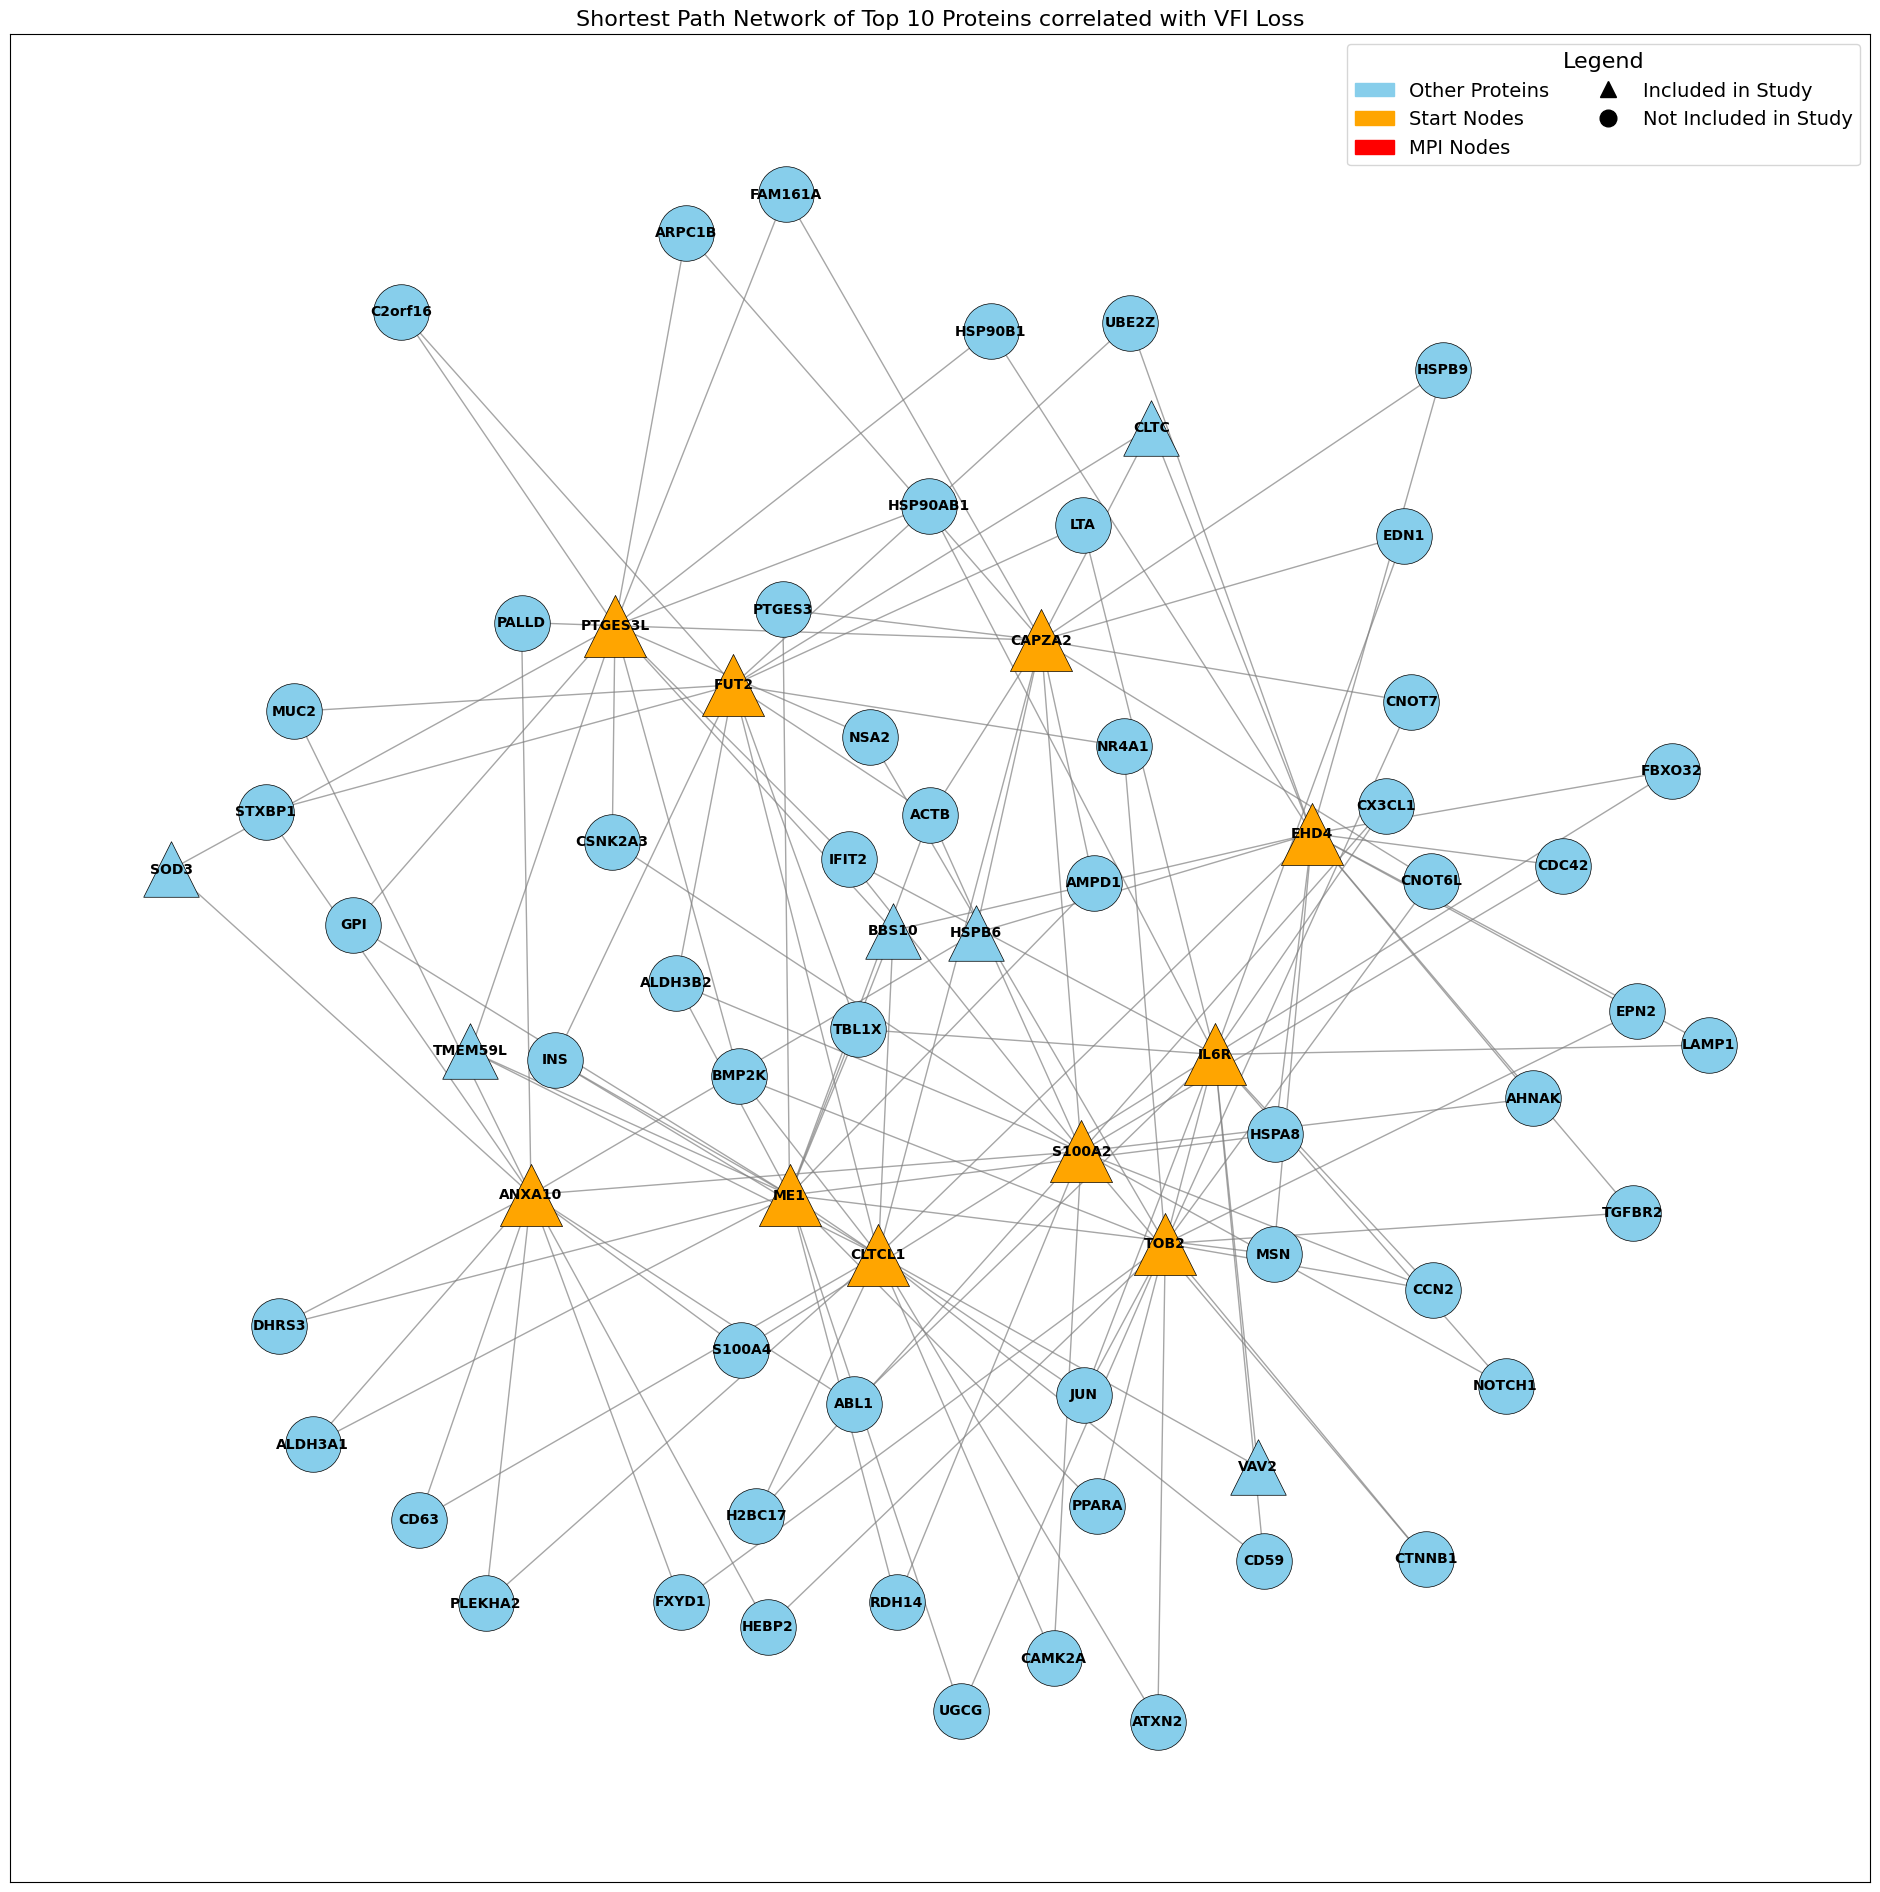 Shortest Path Network of Top 10 Proteins correlated with VFI Loss
Legend
Other Proteins
Start Nodes
MPI Nodes
Included in Study
Not Included in Study
FAM161A
ARPC1B
C2orf16
HSP90B1
UBE2Z
HSPB9
CLTC
HSP90AB1
LTA
EDN1
PTGES3
PALLD
PTGES3L
CAPZA2
FUT2
MUC2
CNOT7
NSA2
NR4A1
FBXO32
STXBP1
CX3CL1
ACTB
EHD4
CSNK2A3
IFIT2
SOD3
CDC42
AMPD1
CNOT6L
GPI
BBS10
HSPB6
ALDH3B2
EPN2
TBL1X
LAMP1
TMEM59L
INS
IL6R
BMP2K
AHNAK
HSPA8
S100A2
ANXA10
ME1
TGFBR2
TOB2
CLTCL1
MSN
CCN2
DHRS3
S100A4
NOTCH1
JUN
ABL1
ALDH3A1
VAV2
PPARA
H2BC17
CD63
CD59
CTNNB1
PLEKHA2
FXYD1
RDH14
HEBP2
CAMK2A
UGCG
ATXN2